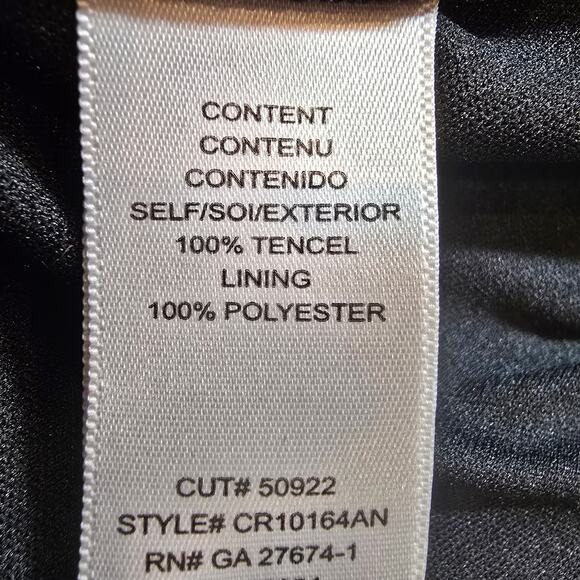 CONTENT
CONTENU
CONTENIDO
SELF/SOI/EXTERIOR
100% TENCEL
LINING
100% POLYESTER
CUT# 50922
STYLE# CR10164AN
RN# GA 27674-1